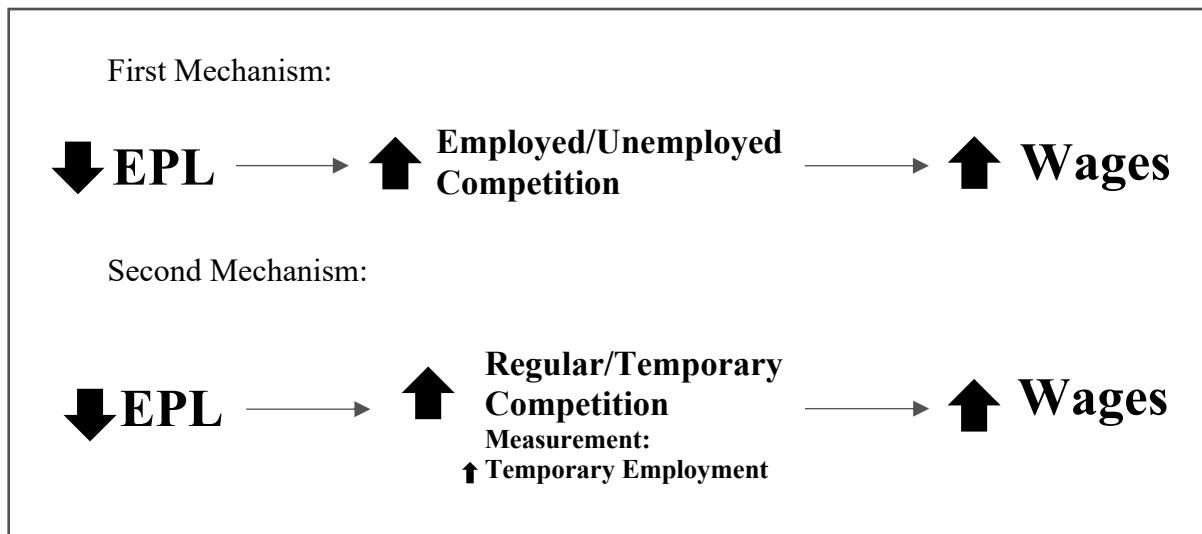 First Mechanism:
EPL
Employed/Unemployed
Competition
Wages
Second Mechanism:
EPL
Regular/Temporary
Competition
Measurement:
Temporary Employment
Wages